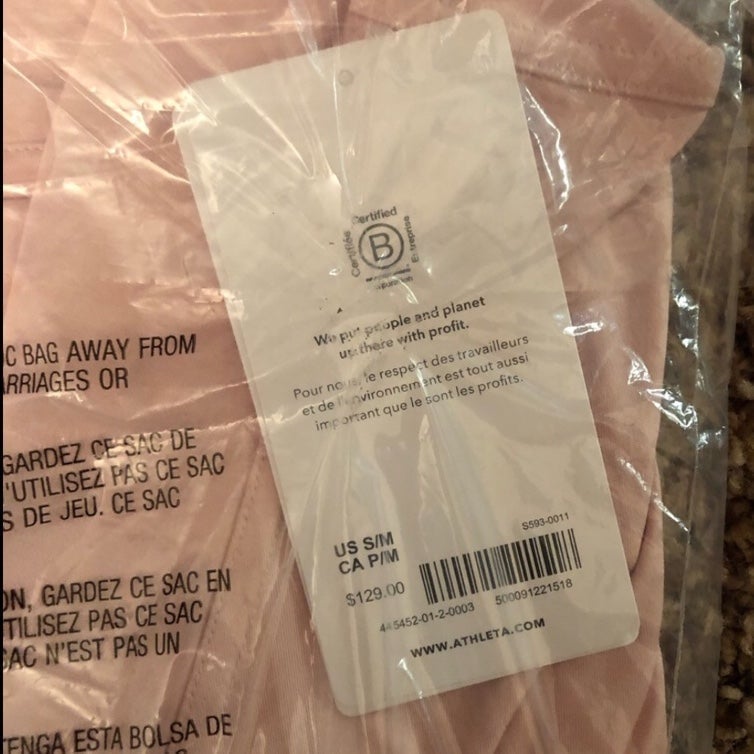 Certified
Certifiée
B
Entreprise
Corporation
We put people and planet
up there with profit.
Pour nous, le respect des travailleurs
et de l'environnement est tout aussi
important que le sont les profits.
US S/M
CA P/M
$129.00
S593-0011
445452-01-2-0003
500091221518
WWW.ATHLETA.COM
C BAG AWAY FROM
ARRIAGES OR
GARDEZ CE SAC DE
'UTILISEZ PAS CE SAC
S DE JEU. CE SAC
ON, GARDEZ CE SAC EN
TILISEZ PAS CE SAC
SAC N'EST PAS UN
TENGA ESTA BOLSA DE